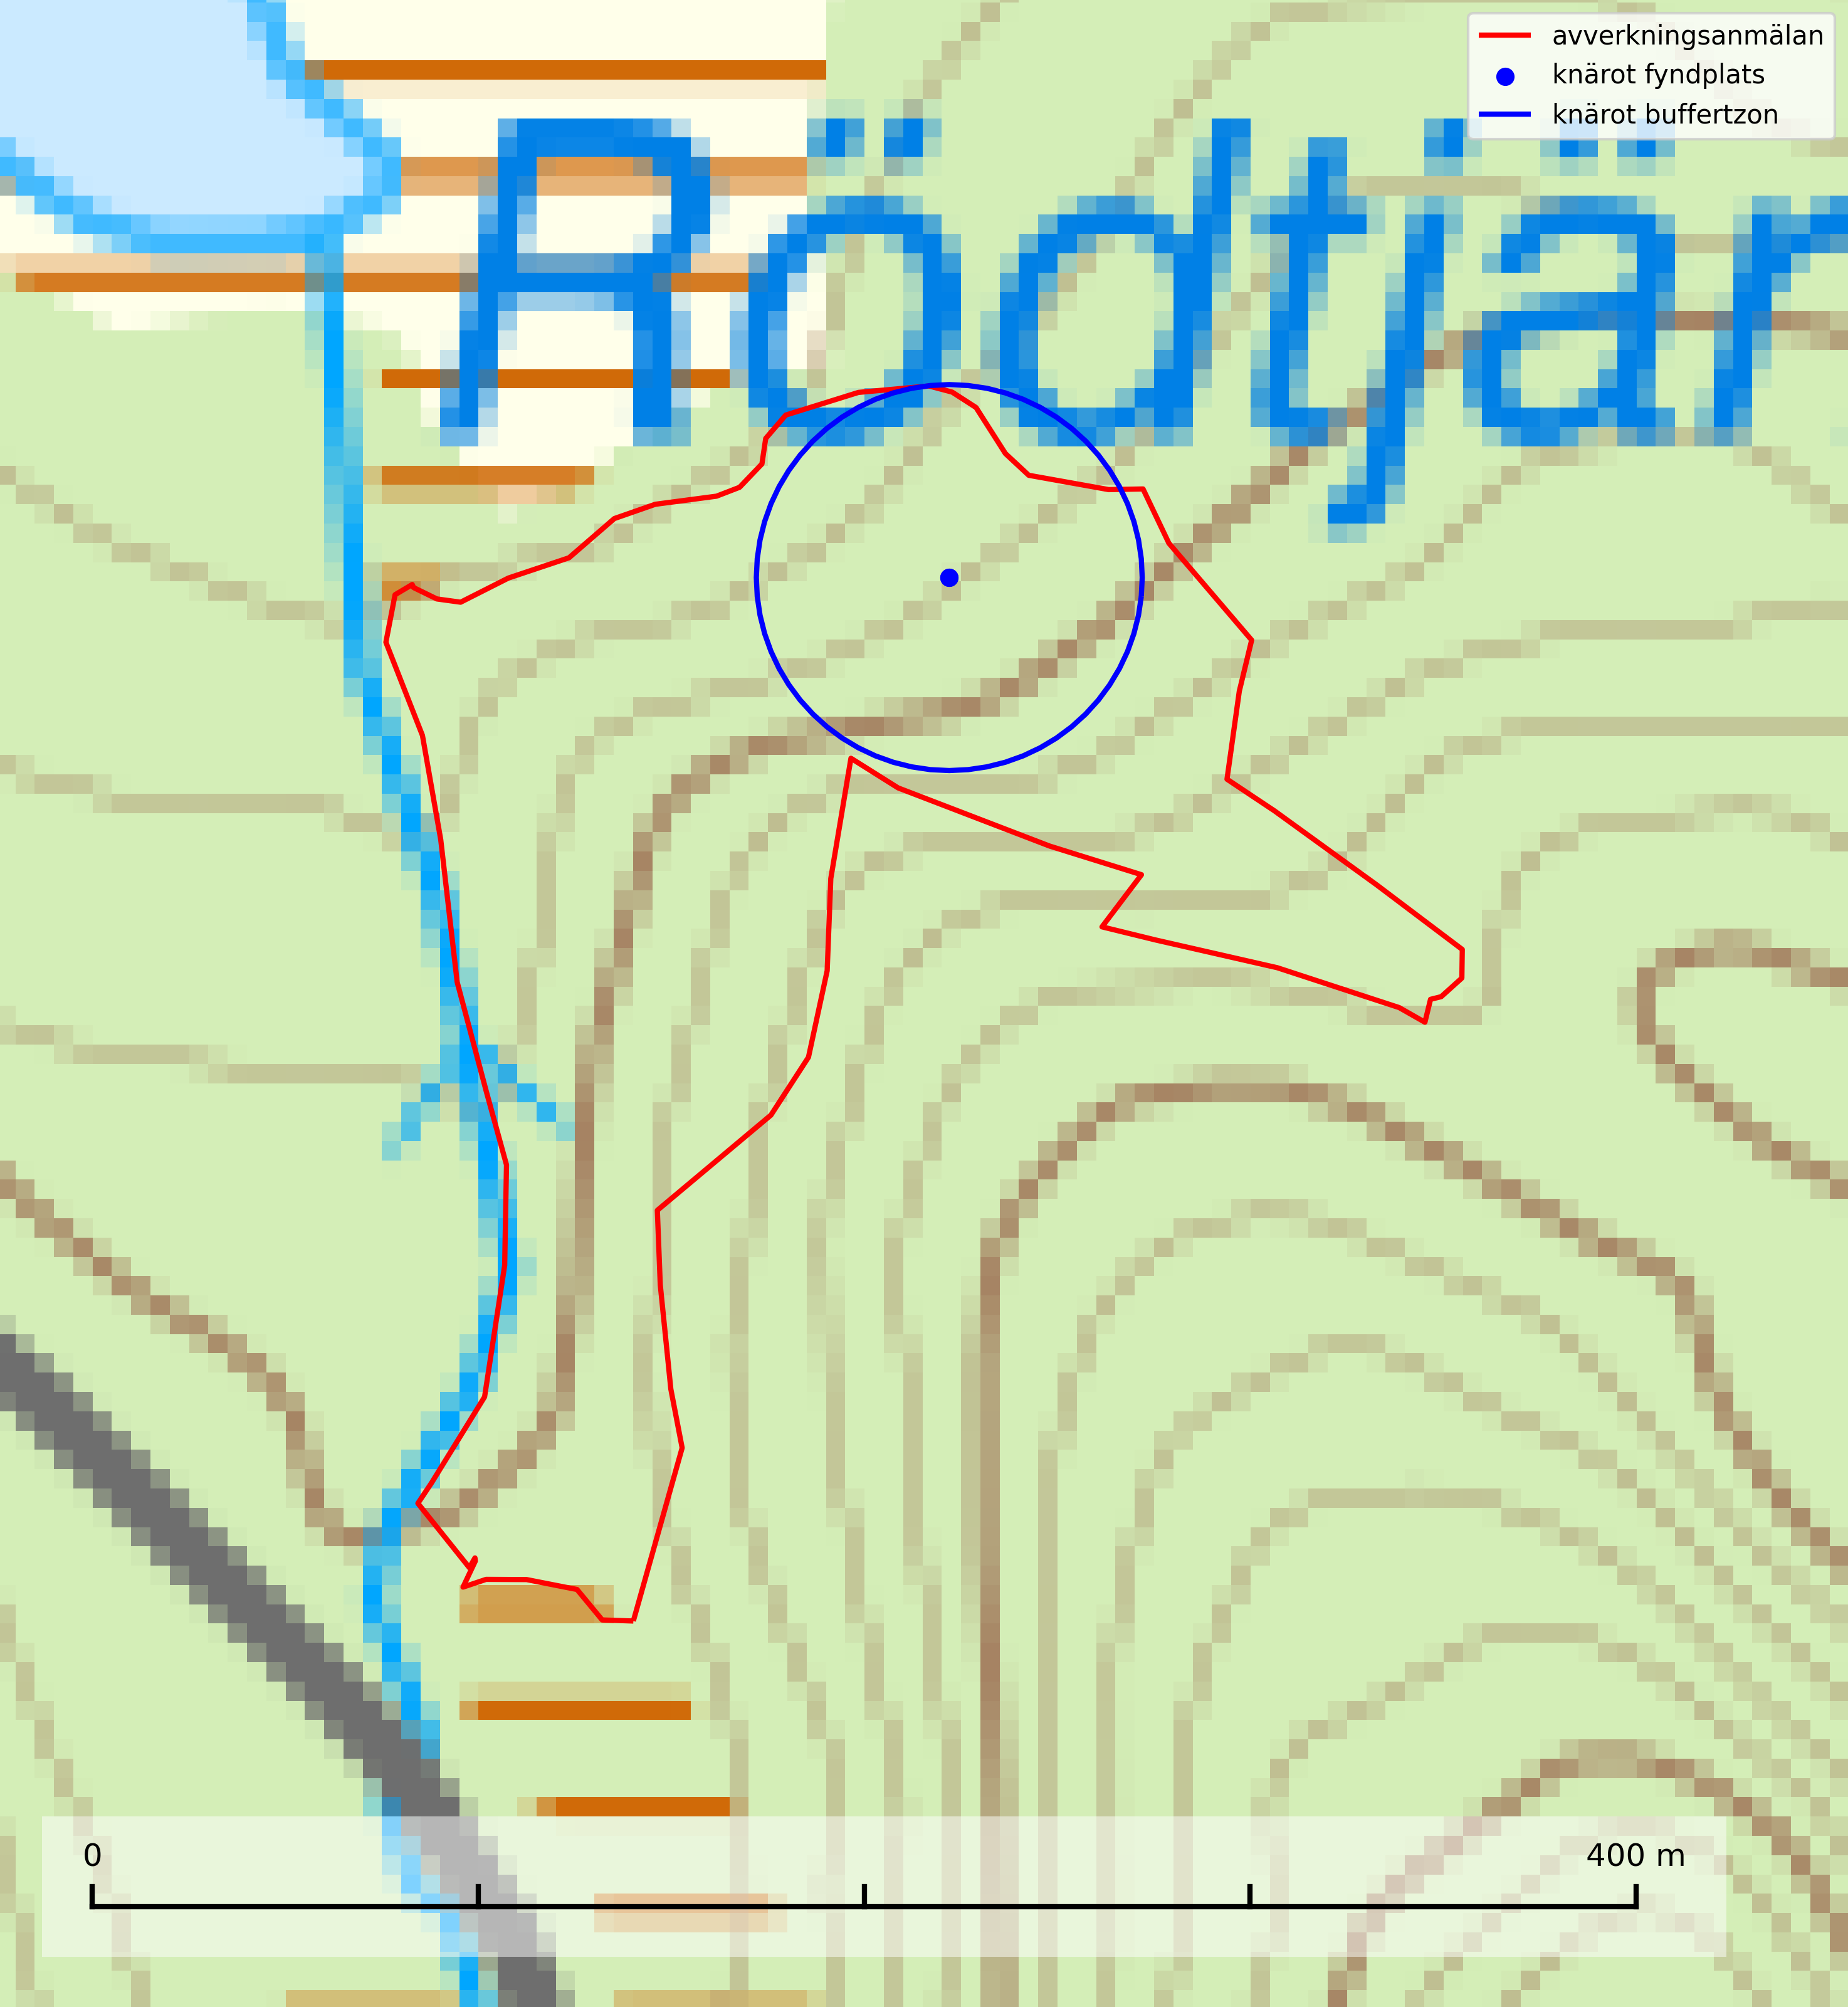 avverkningsanmälan
knärot fyndplats
knärot buffertzon
Rödtjär
0 400 m